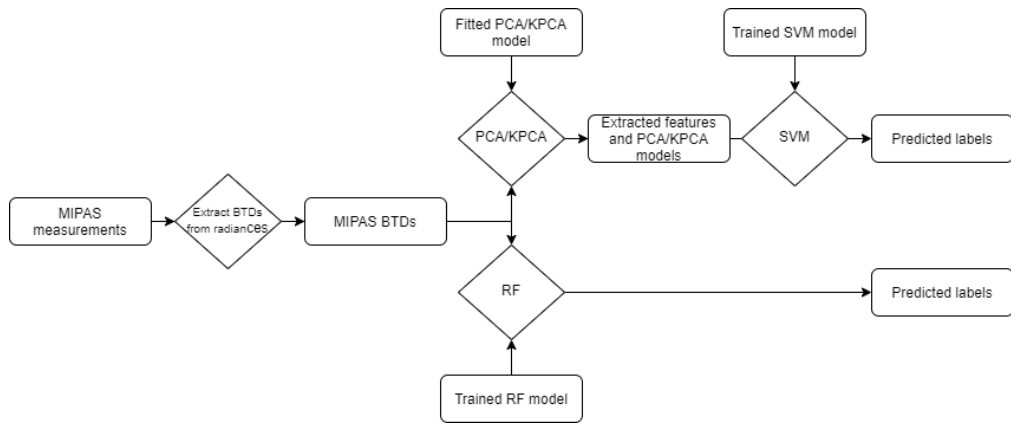 Fitted PCA/KPCA
model
Trained SVM model
PCA/KPCA
Extracted features
and PCA/KPCA
models
SVM
Predicted labels
MIPAS
measurements
Extract BTDs
from radiances
MIPAS BTDs
RF
Predicted labels
Trained RF model